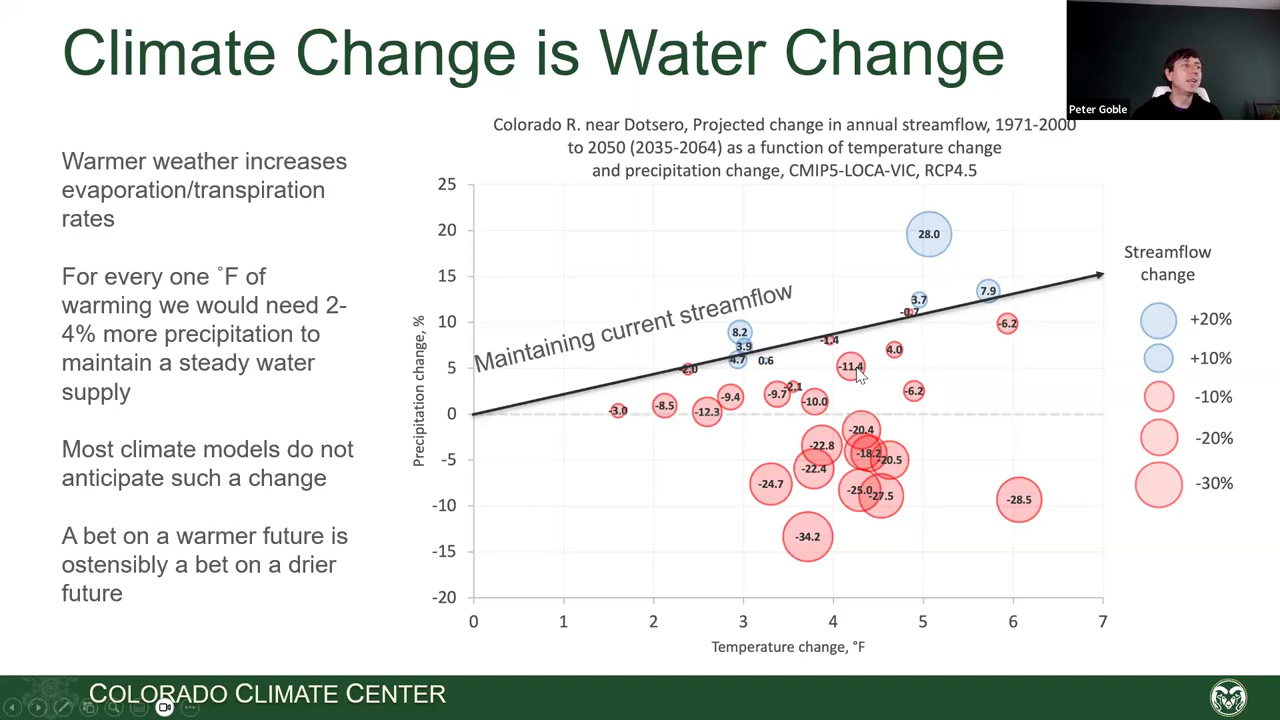 Climate Change is Water Change
Peter Goble
Warmer weather increases
evaporation/transpiration
rates
For every one ˚F of
warming we would need 2-
4% more precipitation to
maintain a steady water
supply
Most climate models do not
anticipate such a change
A bet on a warmer future is
ostensibly a bet on a drier
future
Colorado R. near Dotsero, Projected change in annual streamflow, 1971-2000
to 2050 (2035-2064) as a function of temperature change
and precipitation change, CMIP5-LOCA-VIC, RCP4.5
Precipitation change, %
25
20
15
10
5
0
-5
-10
-15
-20
Maintaining current streamflow
28.0
7.9
3.7
-0.7
-6.2
8.2
3.9
4.7
0.6
-1.4
4.0
-2.0
-11.4
-6.2
-3.0
-8.5
-12.3
-9.4
-9.7
-2.1
-10.0
-20.4
-22.8
-18.2
-20.5
-22.4
-24.7
-25.0
-27.5
-28.5
-34.2
0 1 2 3 4 5 6 7
Temperature change, °F
Streamflow
change
+20%
+10%
-10%
-20%
-30%
COLORADO CLIMATE CENTER